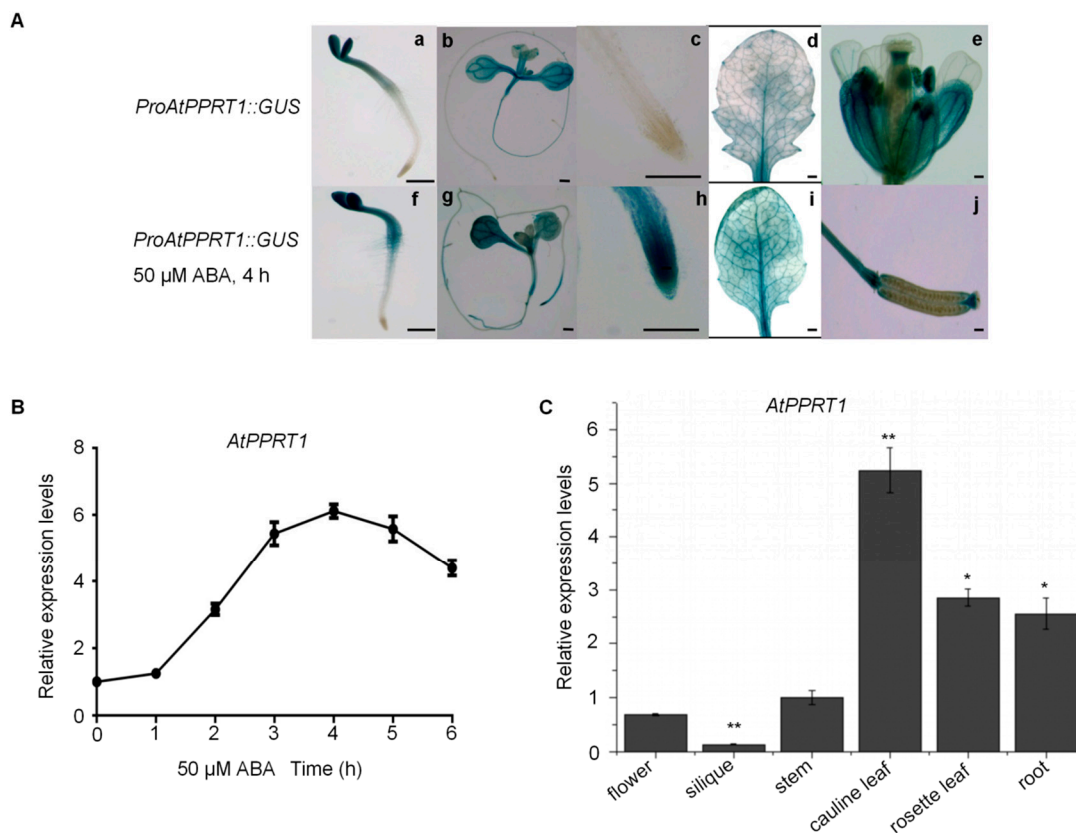 A
a
b
c
d
e
ProAtPPRT1::GUS
f
g
h
i
j
ProAtPPRT1::GUS
50 µM ABA, 4 h
B
AtPPRT1
Relative expression levels
8
6
4
2
0
0 1 2 3 4 5 6
50 µM ABA Time (h)
C
AtPPRT1
Relative expression levels
6
5
4
3
2
1
0
**
**
*
*
flower
silique
stem
cauline leaf
rosette leaf
root